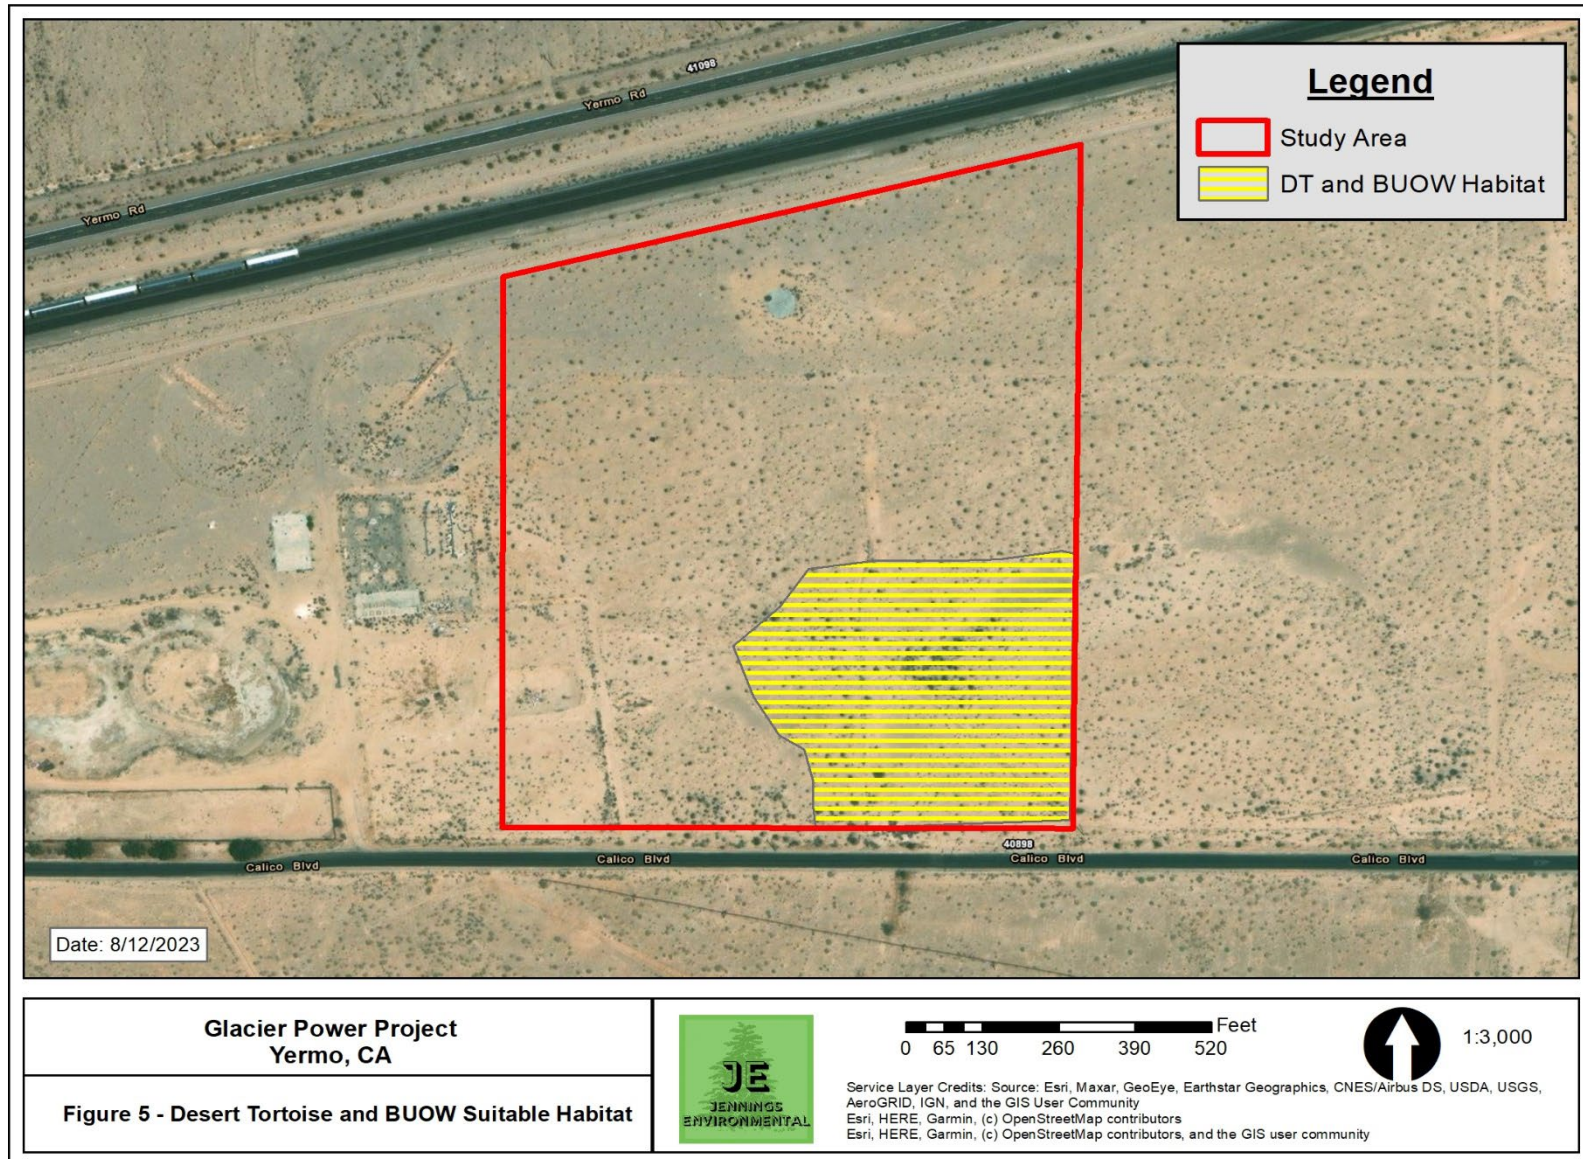 41098
Yermo Rd
Yermo Rd
Legend
Study Area
DT and BUOW Habitat
40898
Calico Blvd
Calico Blvd
Calico Blvd
Calico Blvd
Date: 8/12/2023
Glacier Power Project
Yermo, CA
Figure 5 - Desert Tortoise and BUOW Suitable Habitat
JE
JENNINGS
ENVIRONMENTAL
Feet
0 65 130 260 390 520
1:3,000
Service Layer Credits: Source: Esri, Maxar, GeoEye, Earthstar Geographics, CNES/Airbus DS, USDA, USGS,
AeroGRID, IGN, and the GIS User Community
Esri, HERE, Garmin, (c) OpenStreetMap contributors
Esri, HERE, Garmin, (c) OpenStreetMap contributors, and the GIS user community